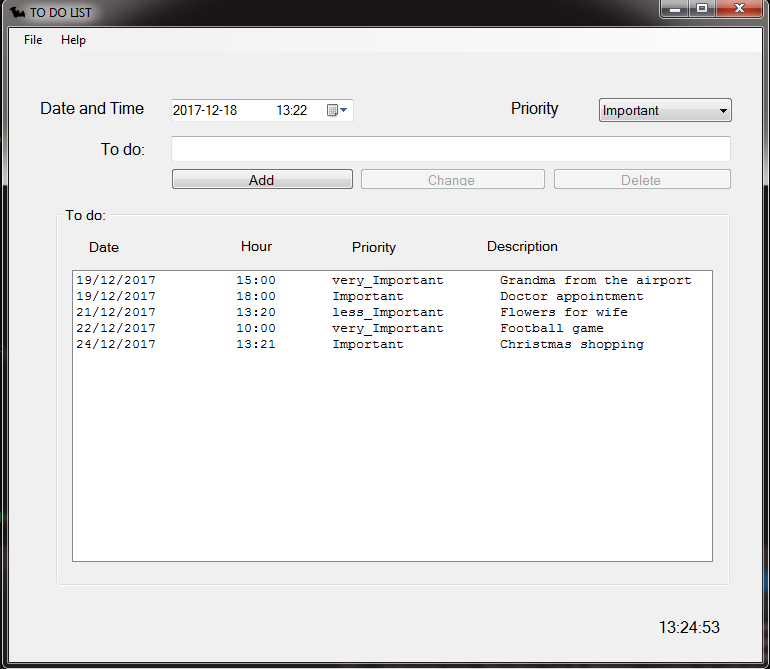 TO DO LIST
File Help
Date and Time 2017-12-18 13:22 Priority Important
To do:
Add Change Delete
To do:
Date Hour Priority Description
19/12/2017 15:00 very_Important Grandma from the airport
19/12/2017 18:00 Important Doctor appointment
21/12/2017 13:20 less_Important Flowers for wife
22/12/2017 10:00 very_Important Football game
24/12/2017 13:21 Important Christmas shopping
13:24:53